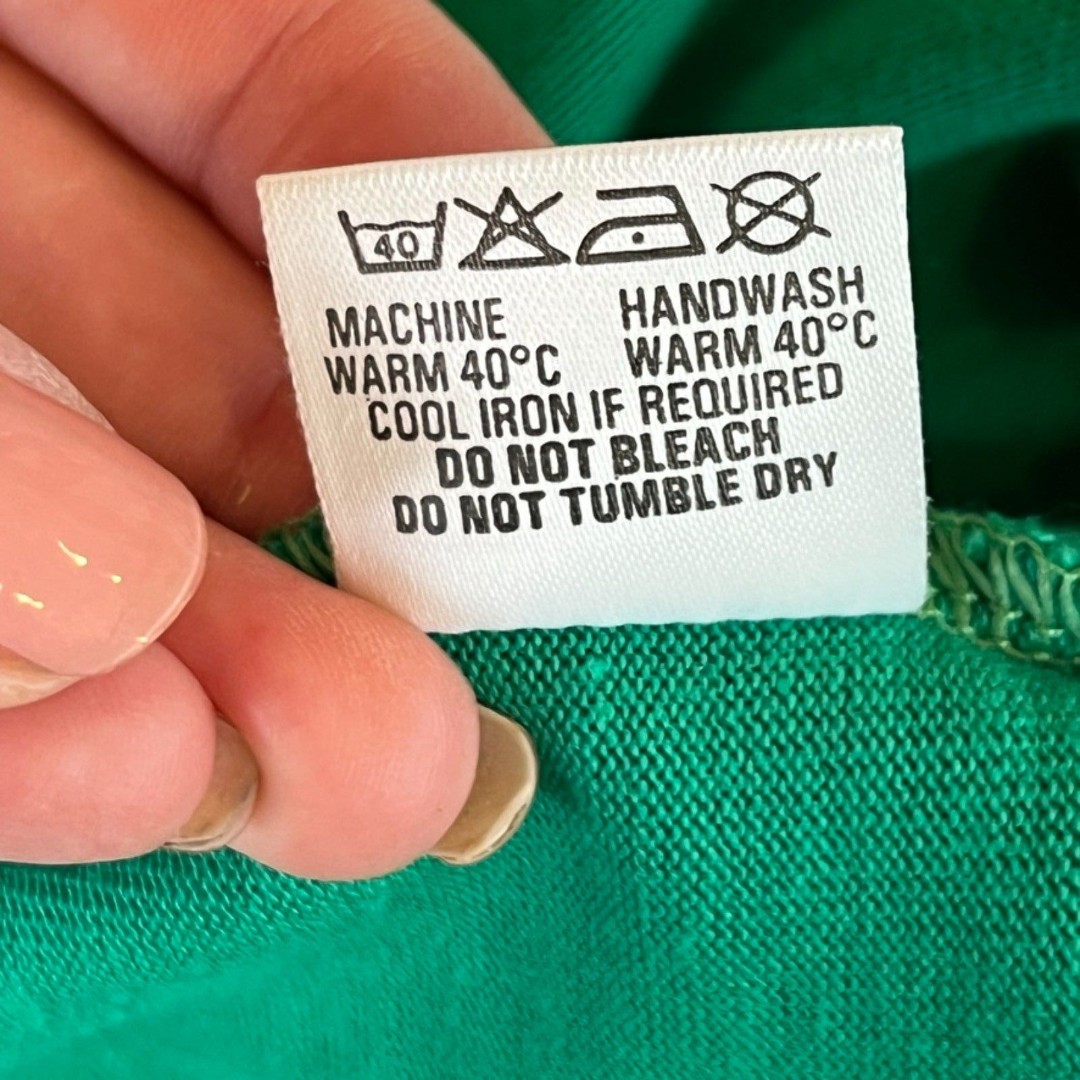 40
MACHINE HANDWASH
WARM 40°C WARM 40°C
COOL IRON IF REQUIRED
DO NOT BLEACH
DO NOT TUMBLE DRY